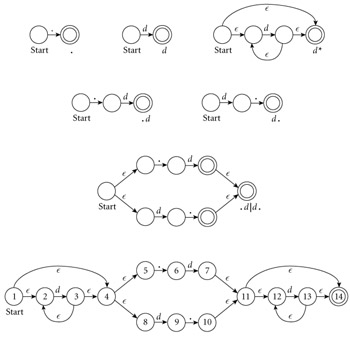 ϵ
. d ϵ d ϵ
Start . Start d Start ϵ d*
. d . d
Start .d Start d.
. d
ϵ ϵ
Start ϵ d . ϵ .d|d.
ϵ 5 . 6 d 7 ϵ
ϵ ϵ
1 ϵ 2 d 3 ϵ 4 11 ϵ 12 d 13 ϵ 14
Start ϵ ϵ ϵ ϵ
8 d 9 . 10